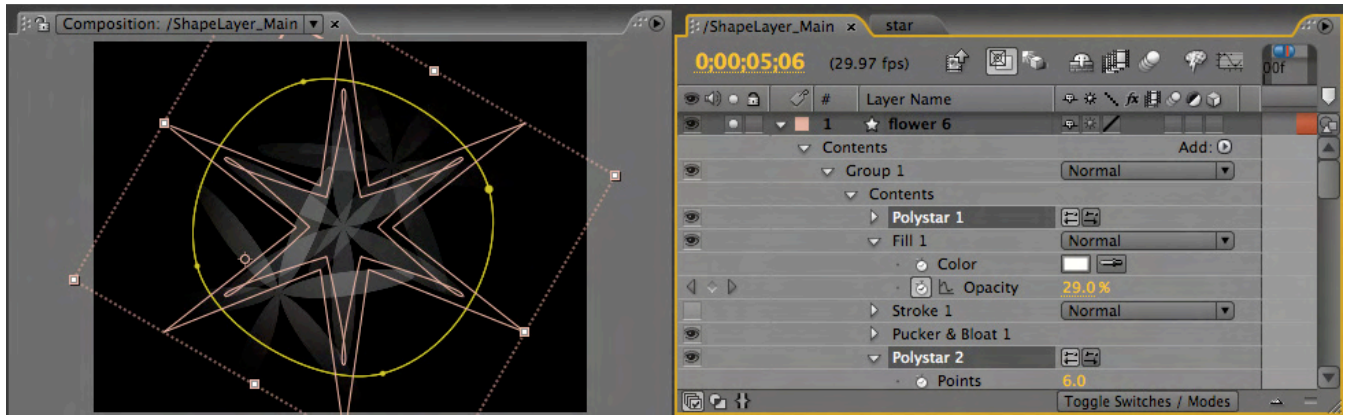 Composition: /ShapeLayer_Main
/ShapeLayer_Main × star
0;00;05;06 (29.97 fps) 00f
# Layer Name
1 flower 6
Contents Add:
Group 1 Normal
Contents
Polystar 1
Fill 1 Normal
Color
Opacity 29.0%
Stroke 1 Normal
Pucker & Bloat 1
Polystar 2
Points 6.0
Toggle Switches / Modes